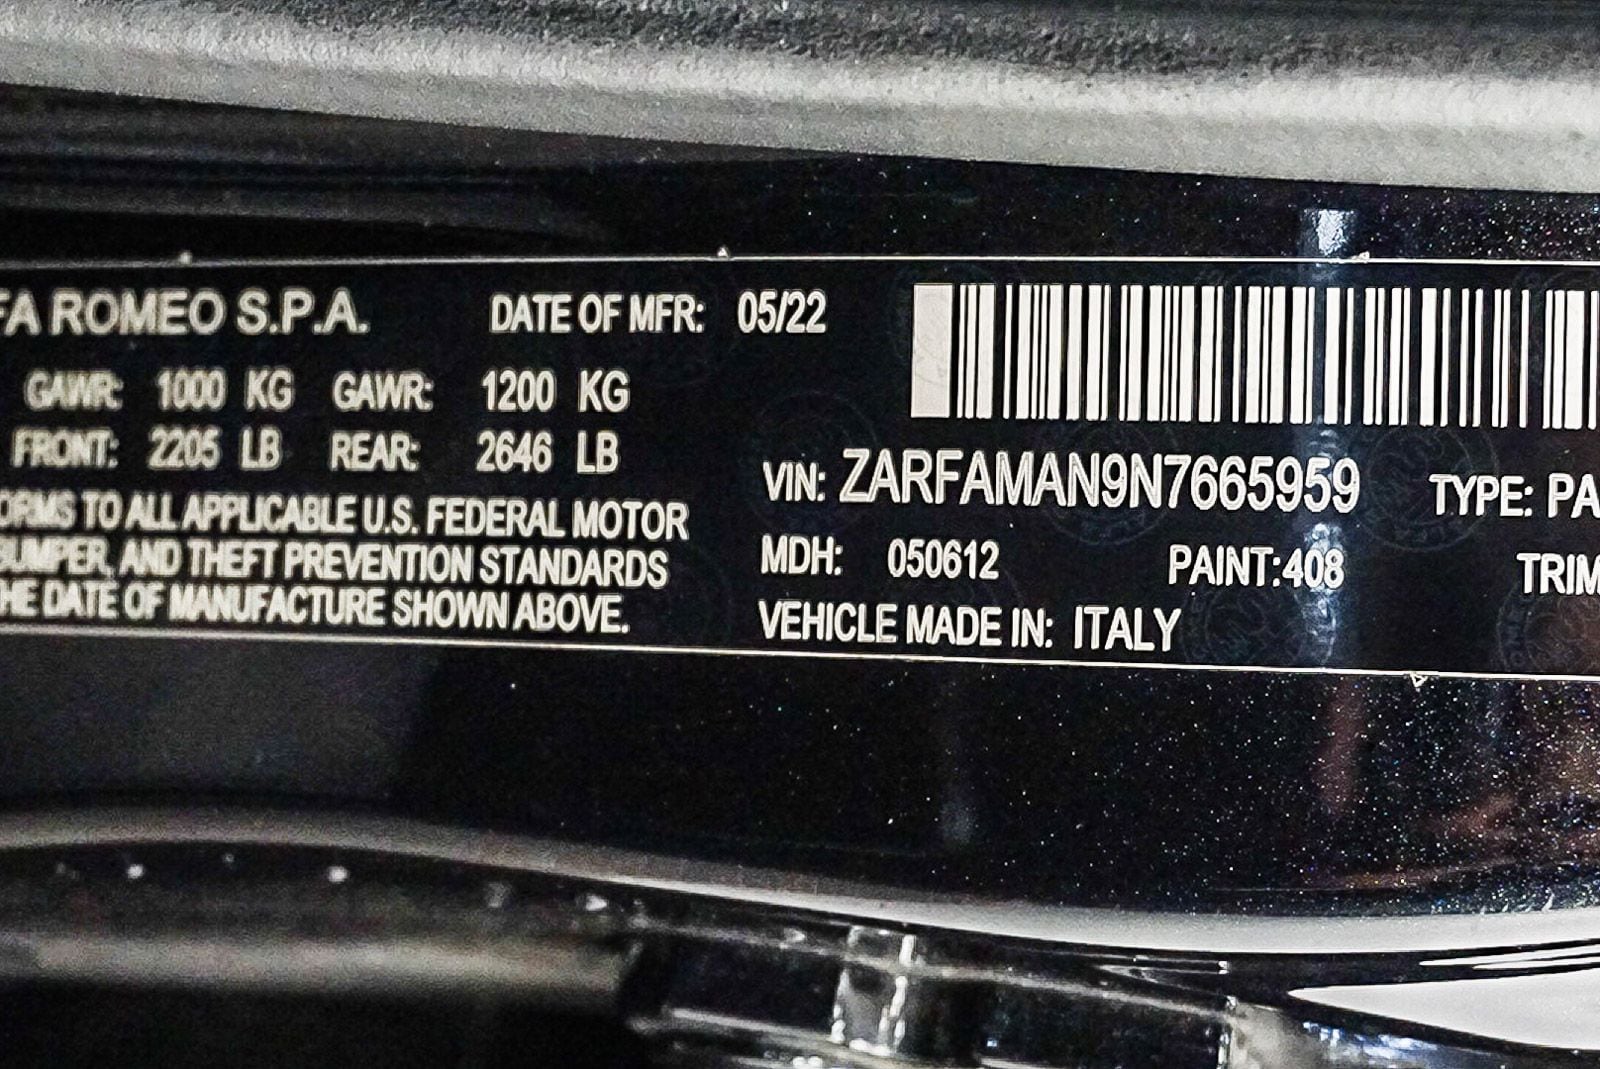 FA ROMEO S.P.A. DATE OF MFR: 05/22
GAWR: 1000 KG GAWR: 1200 KG
FRONT: 2205 LB REAR: 2646 LB
ORMS TO ALL APPLICABLE U.S. FEDERAL MOTOR
BUMPER, AND THEFT PREVENTION STANDARDS
HE DATE OF MANUFACTURE SHOWN ABOVE.
VIN: ZARFAMAN9N7665959 TYPE: PA
MDH: 050612 PAINT:408 TRIM
VEHICLE MADE IN: ITALY